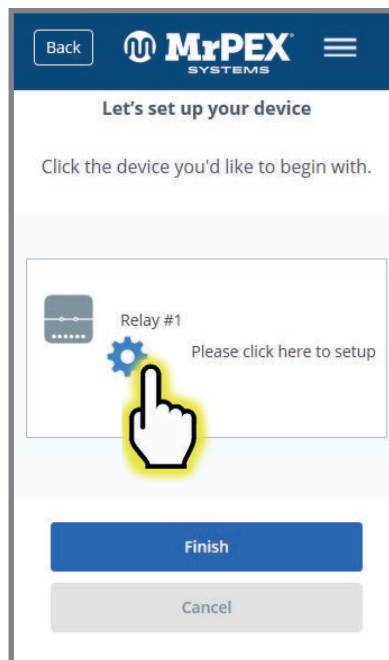 Back
MrPEX
SYSTEMS
Let's set up your device
Click the device you'd like to begin with.
Relay #1
Please click here to setup
Finish
Cancel